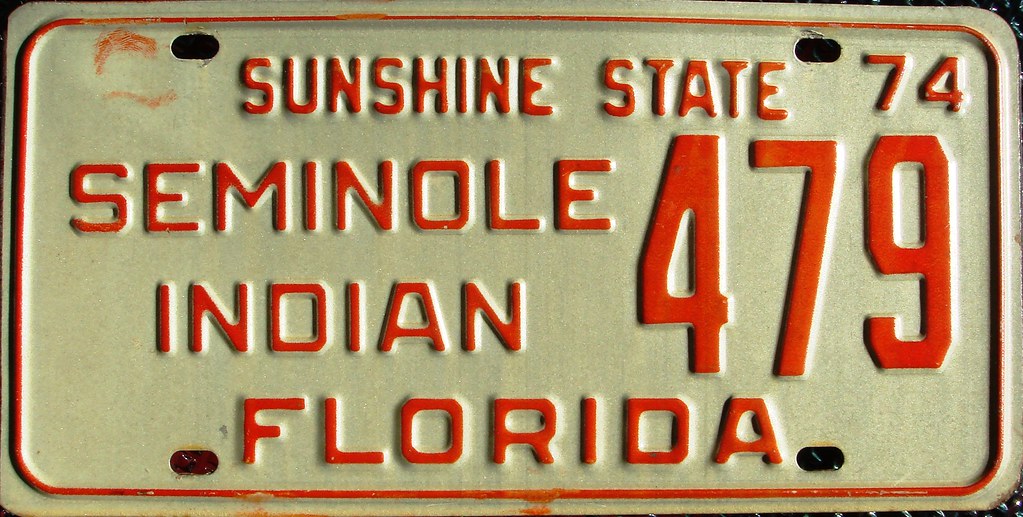 SUNSHINE STATE 74
SEMINOLE 479
INDIAN
FLORIDA